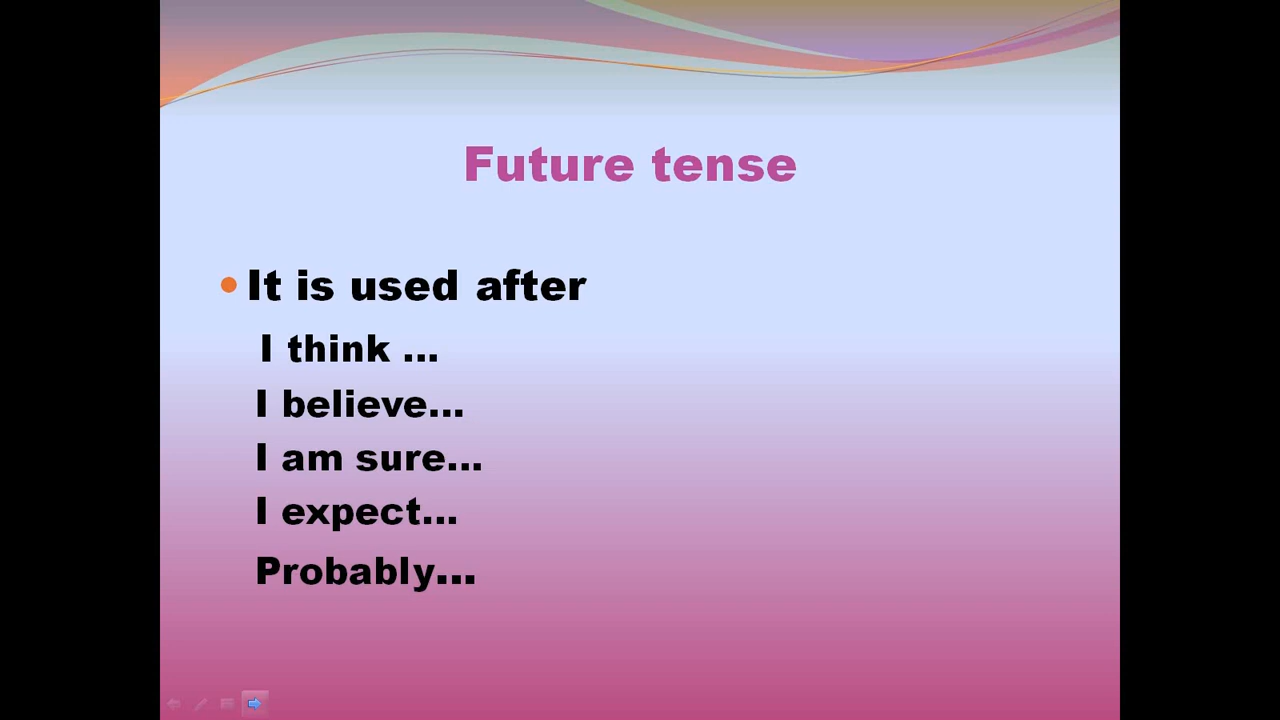 Future tense
• It is used after
I think ...
I believe...
I am sure...
I expect...
Probably...